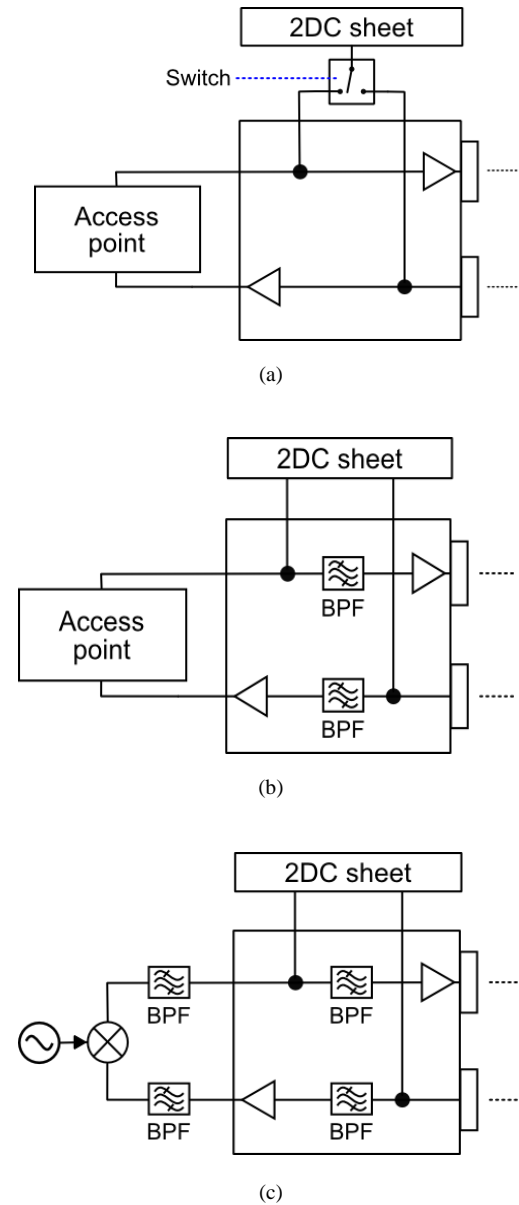 2DC sheet
Switch
Access
point
(a)
2DC sheet
BPF
Access
point
BPF
(b)
2DC sheet
BPF
BPF
BPF
BPF
(c)